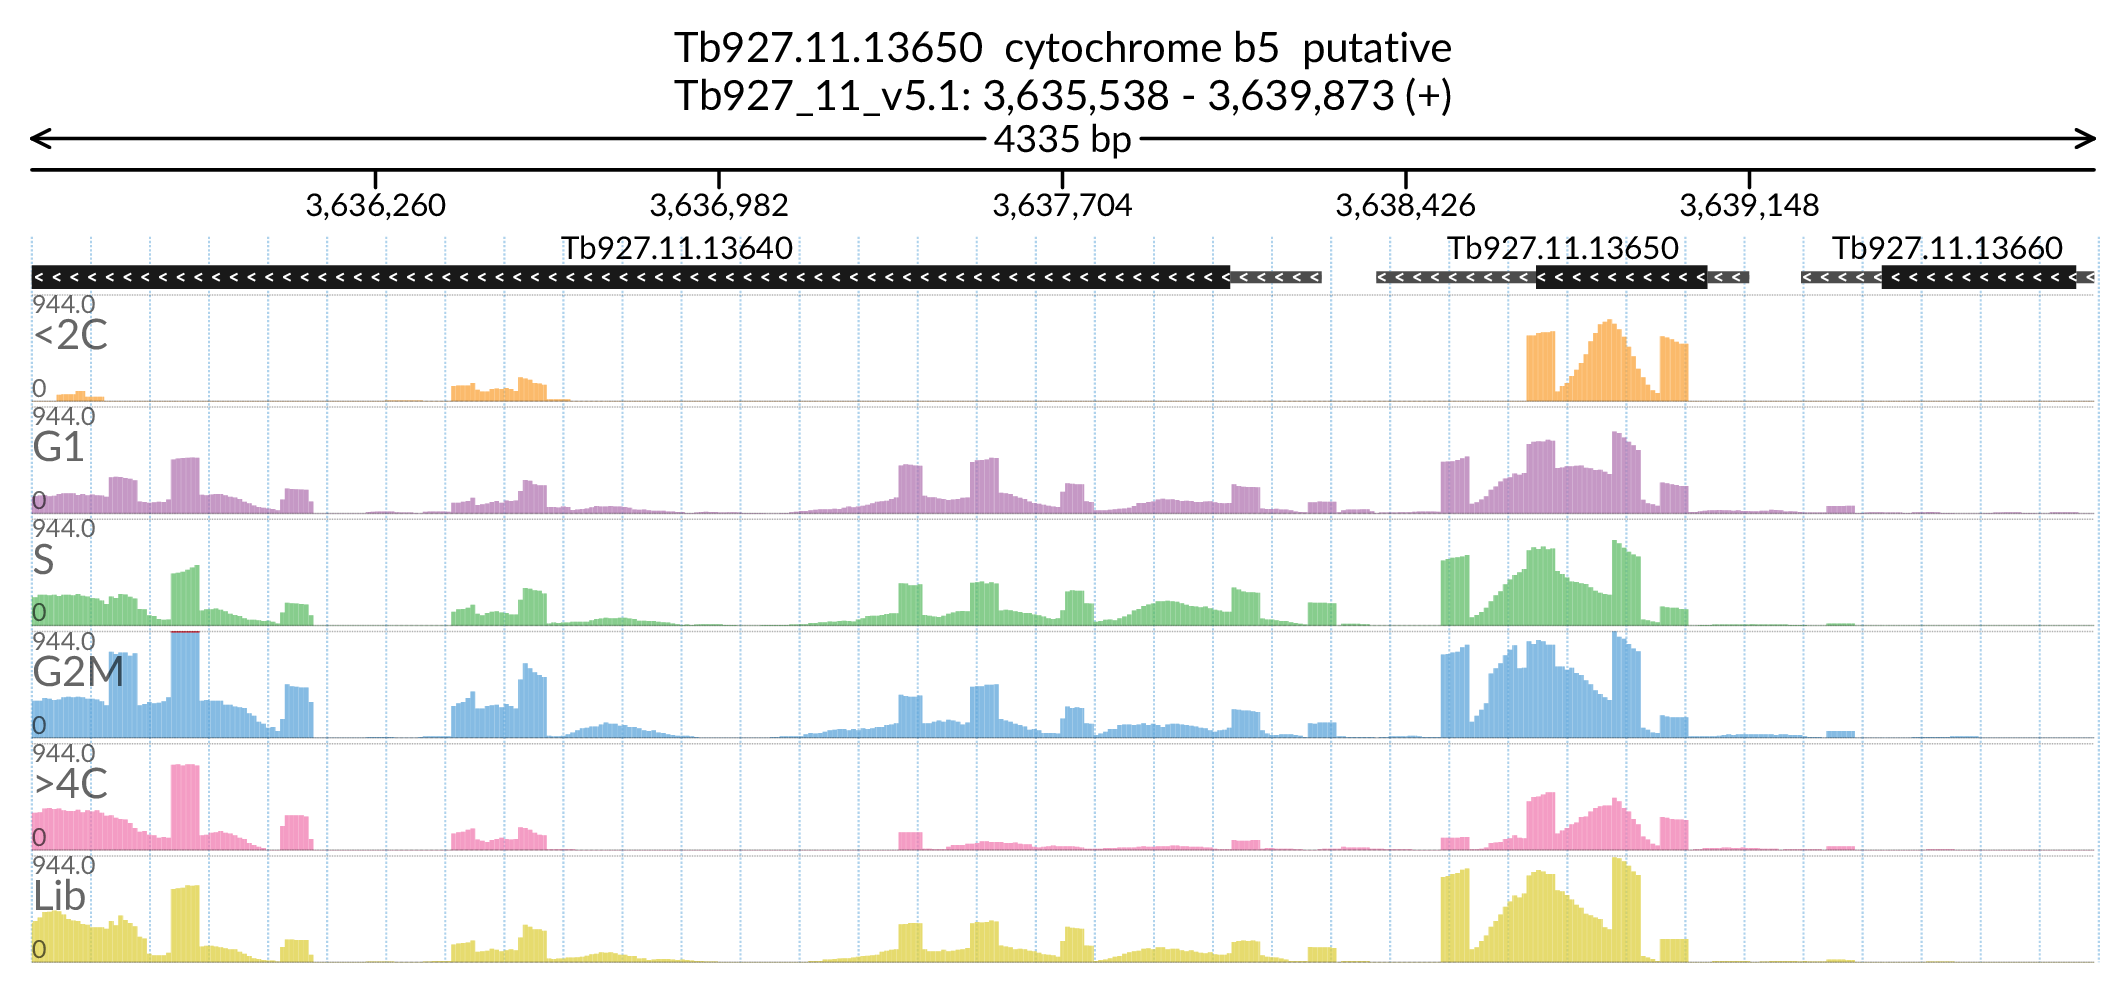 Tb927.11.13650 cytochrome b5 putative
Tb927_11_v5.1: 3,635,538 - 3,639,873 (+)
4335 bp
3,636,260 3,636,982 3,637,704 3,638,426 3,639,148
Tb927.11.13640 Tb927.11.13650 Tb927.11.13660
944.0
<2C
0
944.0
G1
0
944.0
S
0
944.0
G2M
0
944.0
>4C
0
944.0
Lib
0